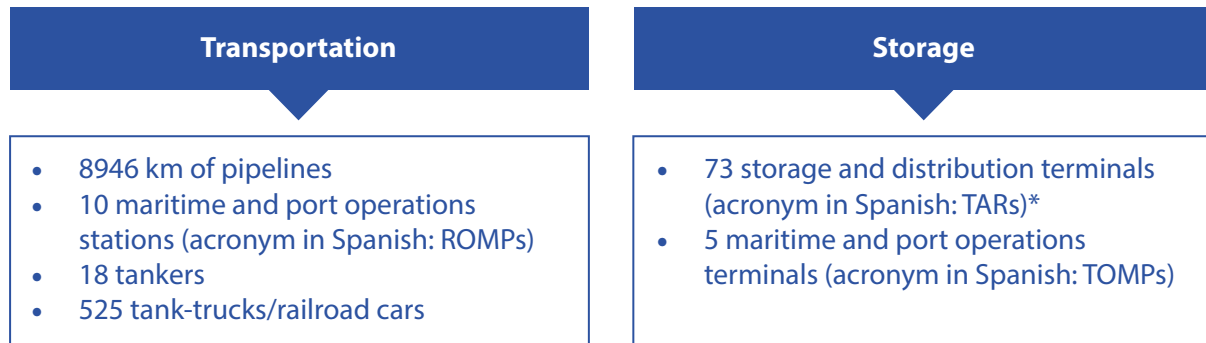 Transportation
• 8946 km of pipelines
• 10 maritime and port operations
stations (acronym in Spanish: ROMPs)
• 18 tankers
• 525 tank-trucks/railroad cars
Storage
• 73 storage and distribution terminals
(acronym in Spanish: TARs)*
• 5 maritime and port operations
terminals (acronym in Spanish: TOMPs)